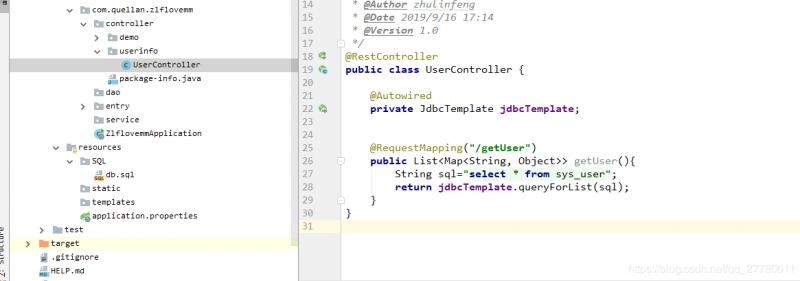 com.quellan.zlflovemm
controller
demo
userinfo
UserController
package-info.java
dao
entry
service
ZlflovemmApplication
resources
SQL
db.sql
static
templates
application.properties
test
target
.gitignore
HELP.md
2: Structure
14 * @Author zhulinfeng
15 * @Date 2019/9/16 17:14
16 * @Version 1.0
17 */
18 @RestController
19 public class UserController {
20
21 @Autowired
22 private JdbcTemplate jdbcTemplate;
23
24
25 @RequestMapping("/getUser")
26 public List<Map<String, Object>> getUser(){
27 String sql="select * from sys_user";
28 return jdbcTemplate.queryForList(sql);
29 }
30 }
31
https://blog.csdn.net/qq_27790011